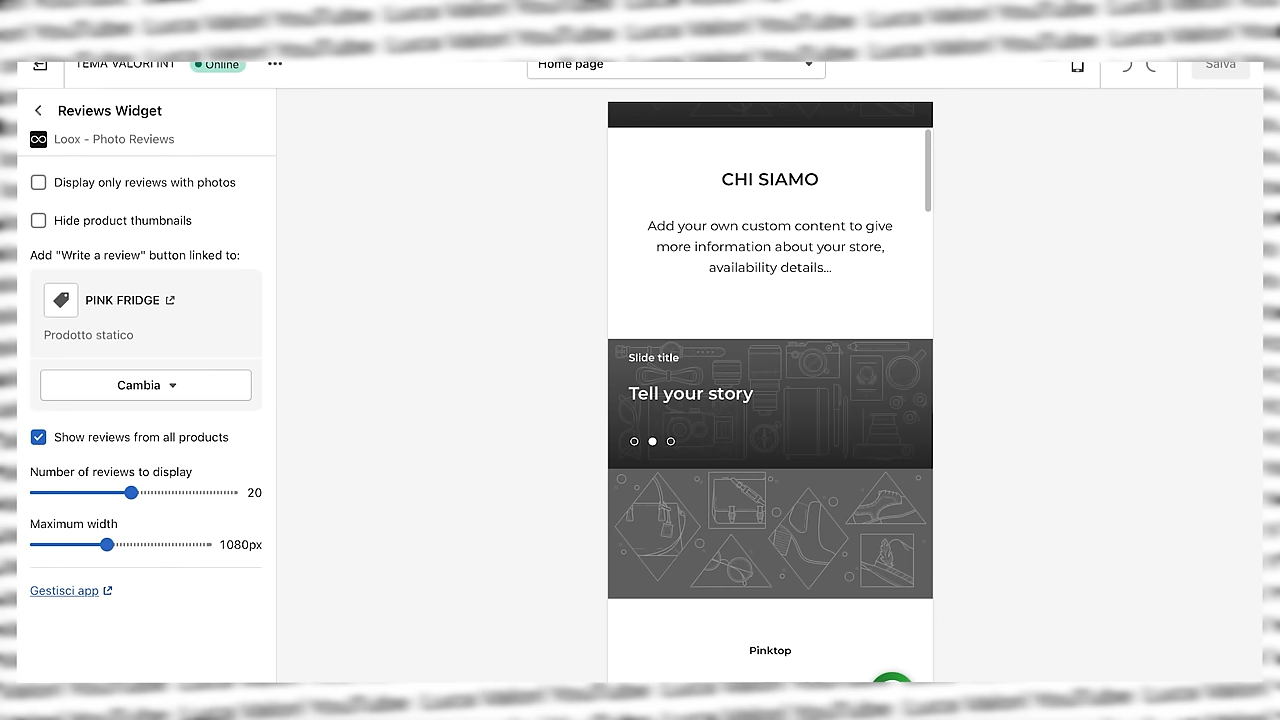 TEMA VALORI INT
Online
Home page
Salva
Reviews Widget
Loox - Photo Reviews
Display only reviews with photos
Hide product thumbnails
Add "Write a review" button linked to:
PINK FRIDGE
Prodotto statico
Cambia
Show reviews from all products
Number of reviews to display
20
Maximum width
1080px
Gestisci app
CHI SIAMO
Add your own custom content to give
more information about your store,
availability details...
Slide title
Tell your story
Pinktop